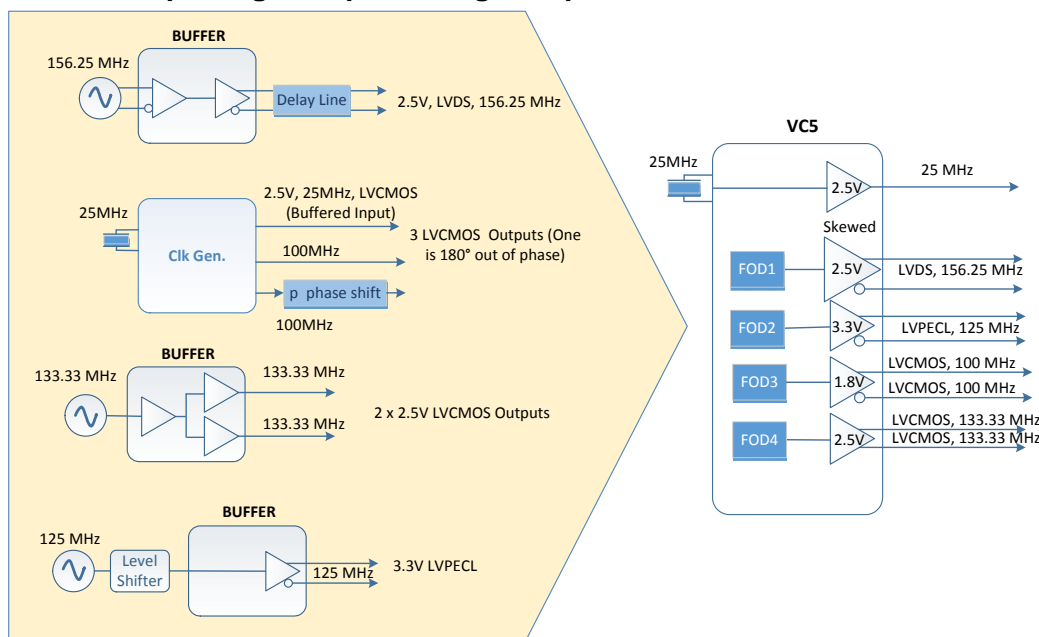 BUFFER
156.25 MHz
Delay Line
2.5V, LVDS, 156.25 MHz
25MHz
Clk Gen.
2.5V, 25MHz, LVCMOS
(Buffered Input)
100MHz
3 LVCMOS Outputs (One
is 180° out of phase)
p phase shift
100MHz
BUFFER
133.33 MHz
133.33 MHz
133.33 MHz
2 x 2.5V LVCMOS Outputs
BUFFER
125 MHz
Level
Shifter
125 MHz
3.3V LVPECL
VC5
25MHz
2.5V
25 MHz
Skewed
FOD1
2.5V
LVDS, 156.25 MHz
FOD2
3.3V
LVPECL, 125 MHz
FOD3
1.8V
LVCMOS, 100 MHz
LVCMOS, 100 MHz
FOD4
2.5V
LVCMOS, 133.33 MHz
LVCMOS, 133.33 MHz